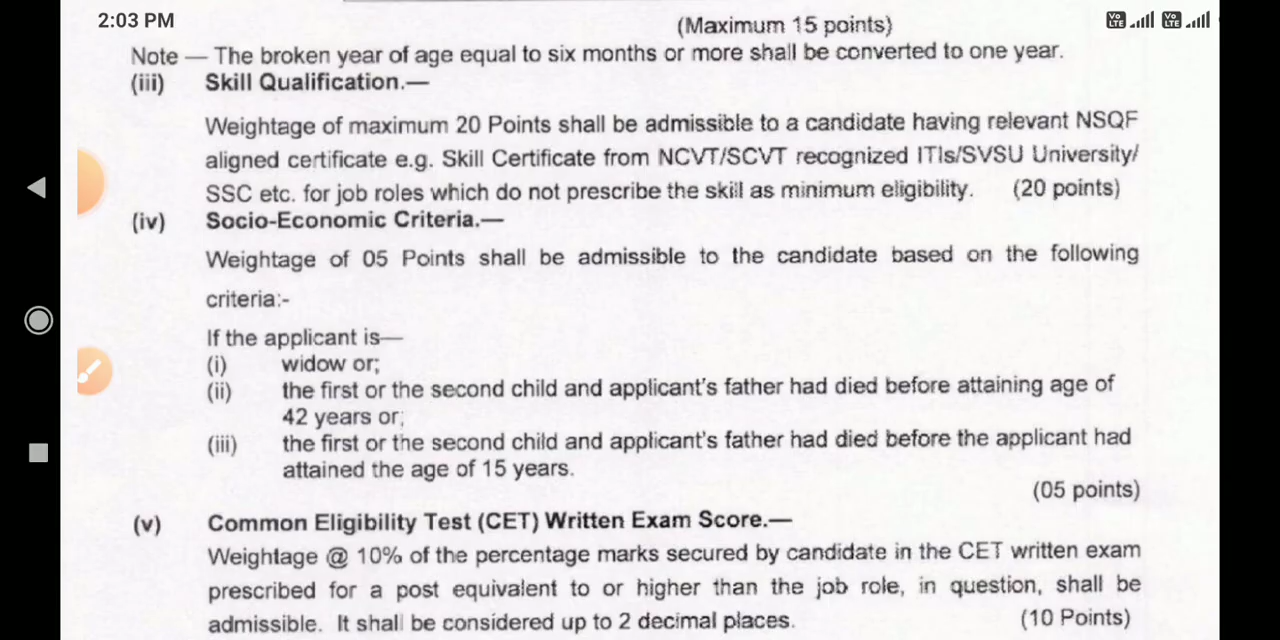 2:03 PM
(Maximum 15 points)
Note — The broken year of age equal to six months or more shall be converted to one year.
(iii) Skill Qualification.—
Weightage of maximum 20 Points shall be admissible to a candidate having relevant NSQF
aligned certificate e.g. Skill Certificate from NCVT/SCVT recognized ITIs/SVSU University/
SSC etc. for job roles which do not prescribe the skill as minimum eligibility. (20 points)
(iv) Socio-Economic Criteria.—
Weightage of 05 Points shall be admissible to the candidate based on the following
criteria:-
If the applicant is—
(i) widow or;
(ii) the first or the second child and applicant's father had died before attaining age of
42 years or;
(iii) the first or the second child and applicant's father had died before the applicant had
attained the age of 15 years.
(05 points)
(v) Common Eligibility Test (CET) Written Exam Score.—
Weightage @ 10% of the percentage marks secured by candidate in the CET written exam
prescribed for a post equivalent to or higher than the job role, in question, shall be
admissible. It shall be considered up to 2 decimal places. (10 Points)